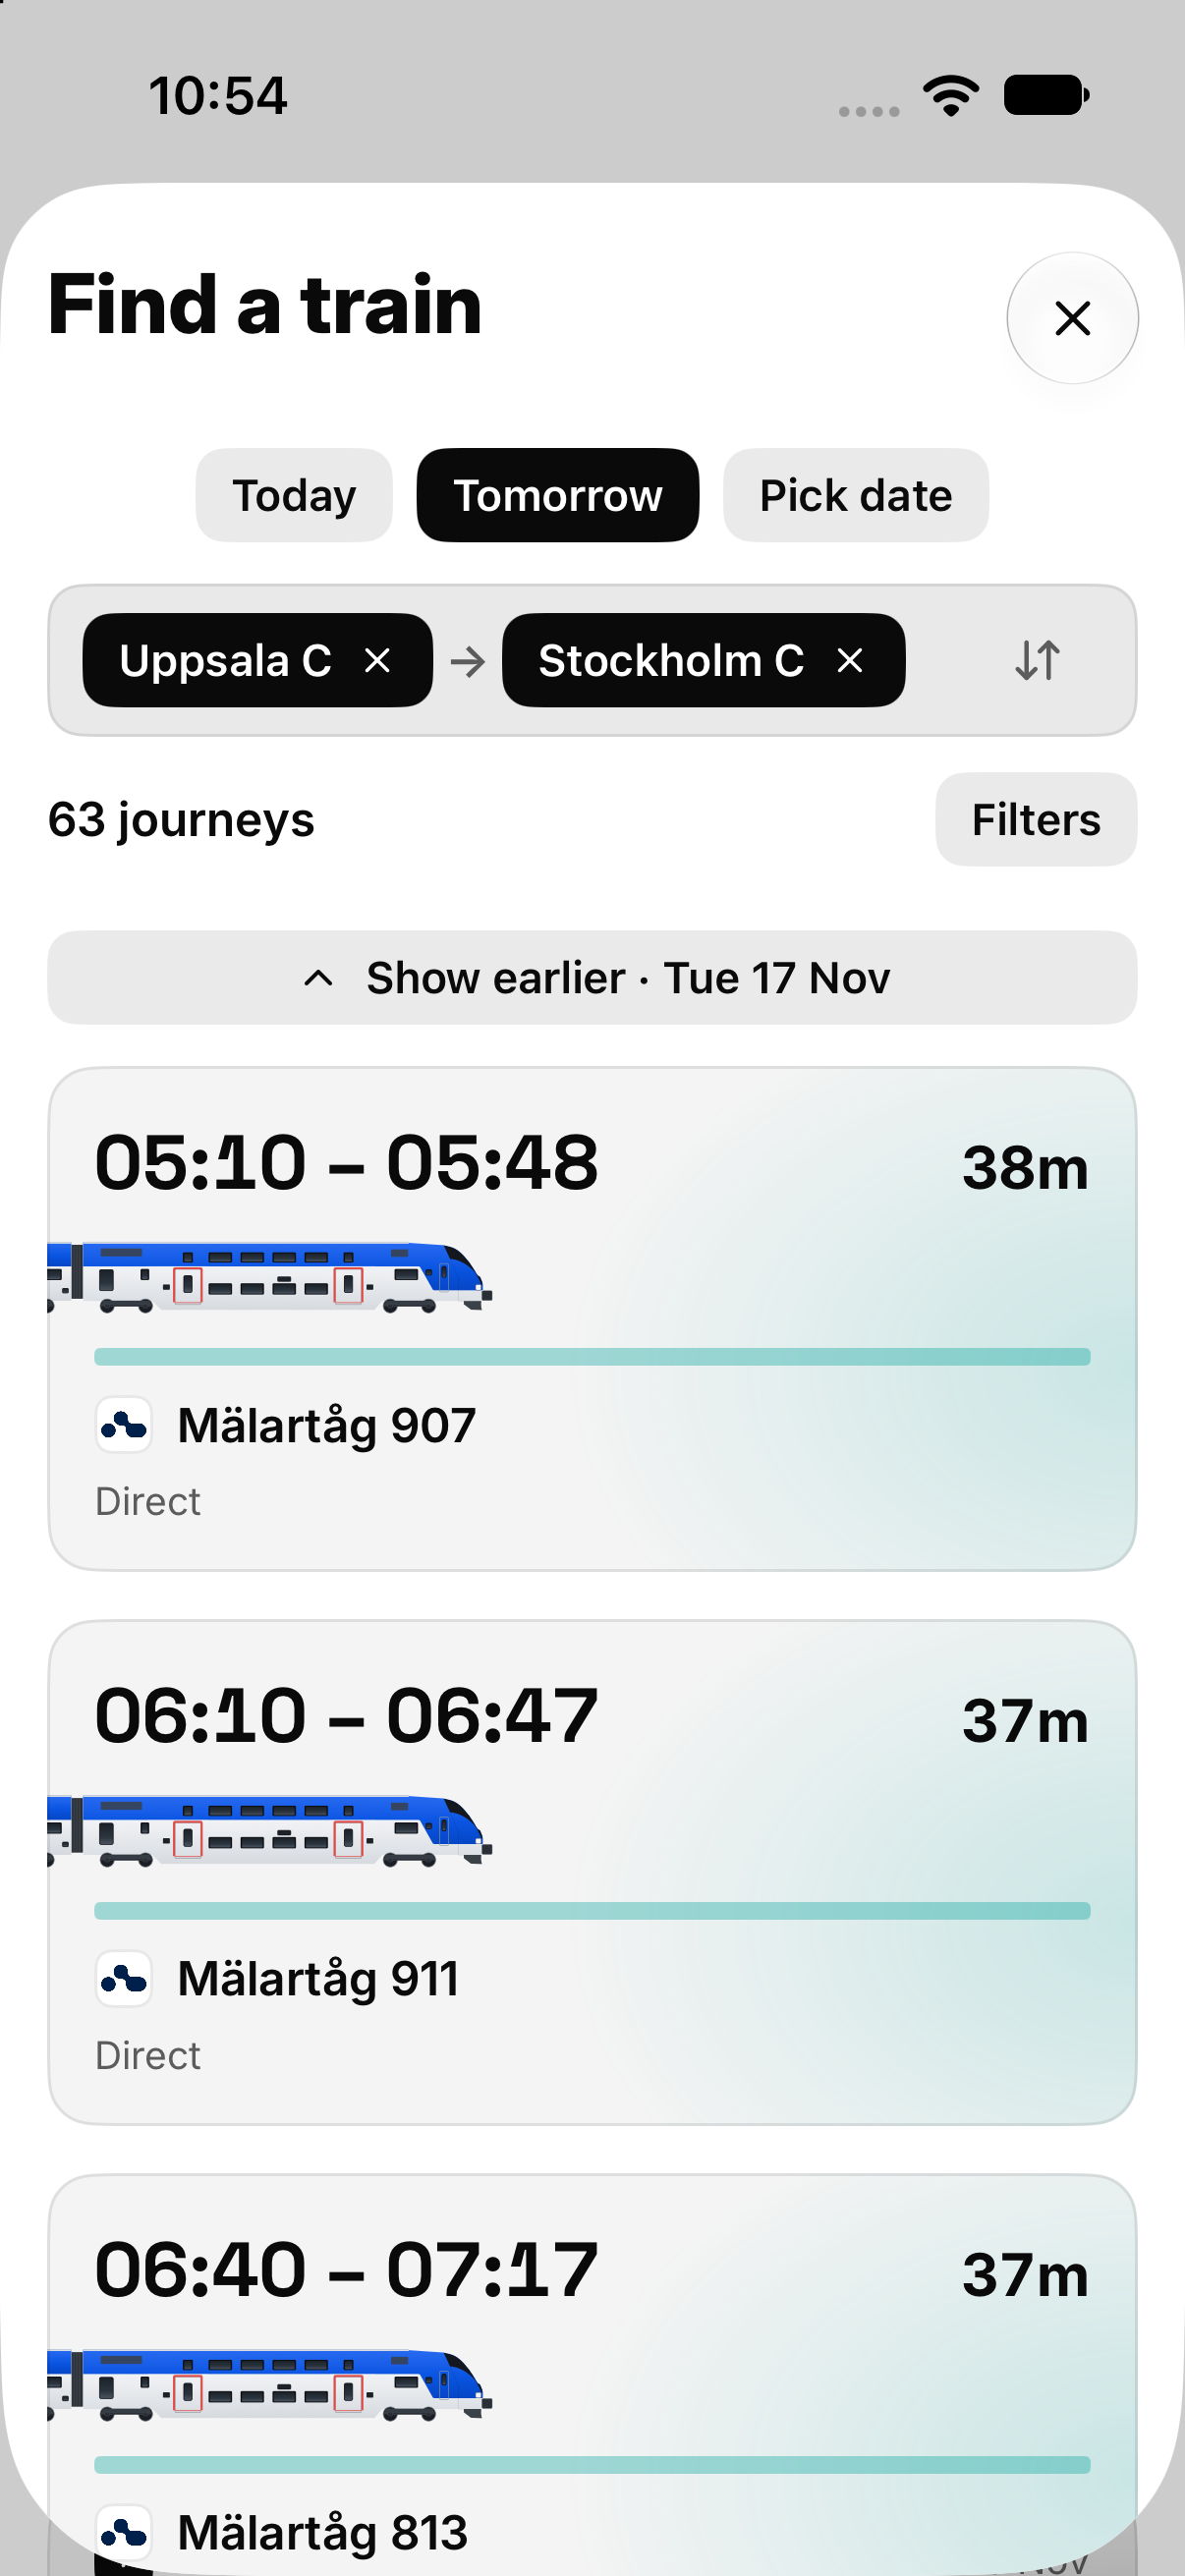 10:54
Find a train
Today Tomorrow Pick date
Uppsala C → Stockholm C
63 journeys Filters
Show earlier · Tue 17 Nov
05:10 – 05:48 38m
Mälartåg 907
Direct
06:10 – 06:47 37m
Mälartåg 911
Direct
06:40 – 07:17 37m
Mälartåg 813
Nov